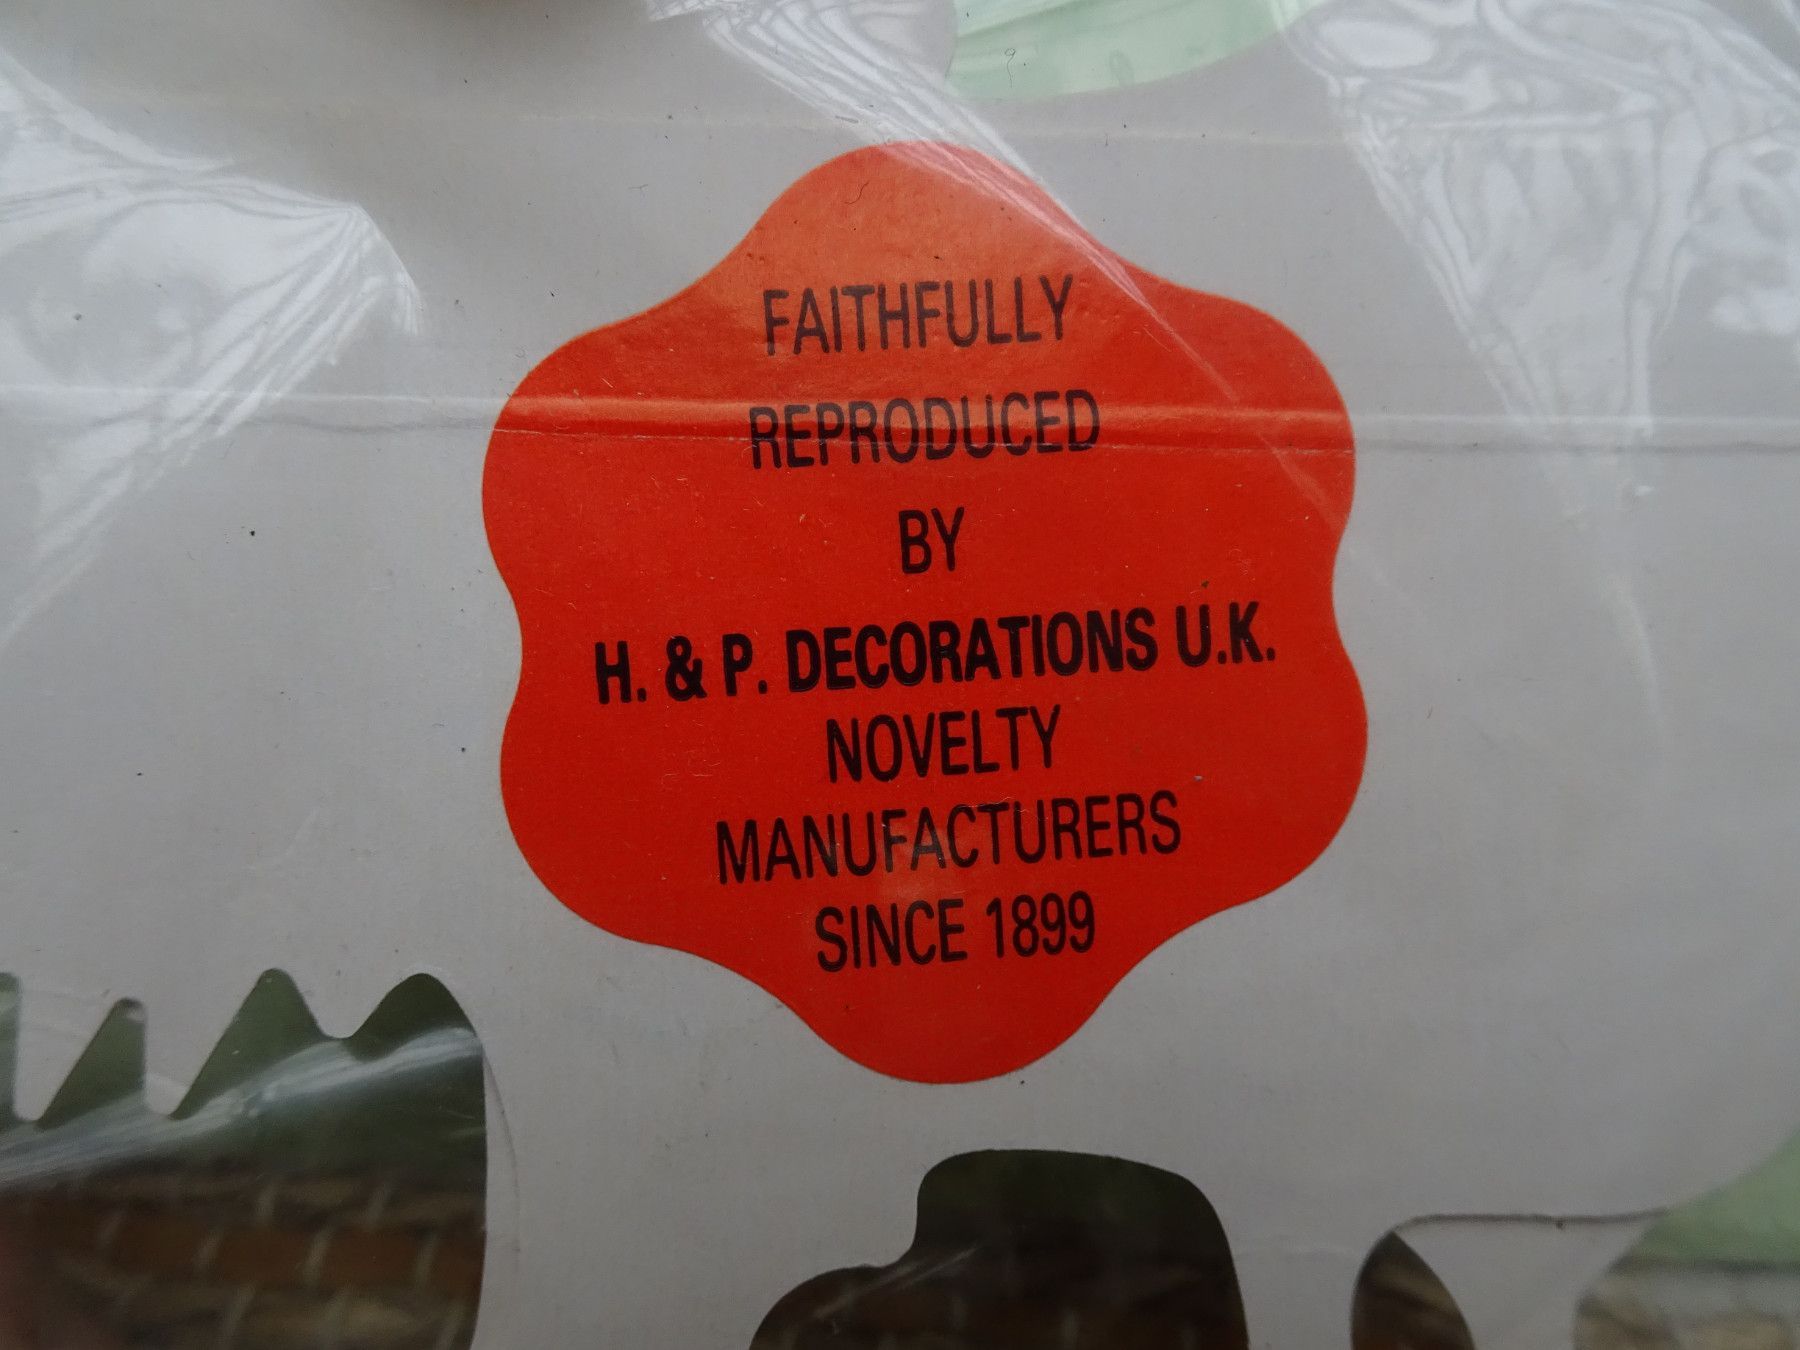 FAITHFULLY
REPRODUCED
BY
H. & P. DECORATIONS U.K.
NOVELTY
MANUFACTURERS
SINCE 1899